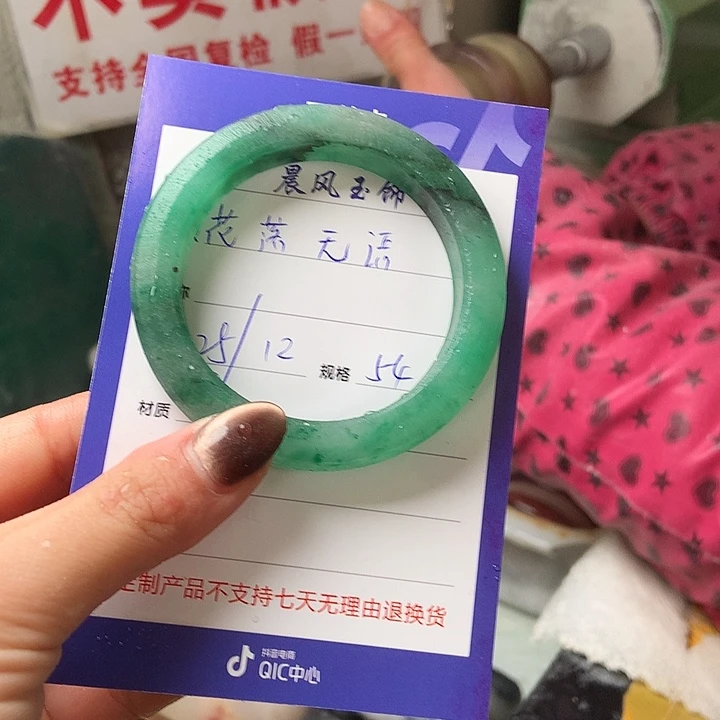 支持全国复检 假一
晨风玉饰
花落无语
25/12 规格 54
材质
定制产品不支持七天无理由退换货
抖音电商
QIC中心